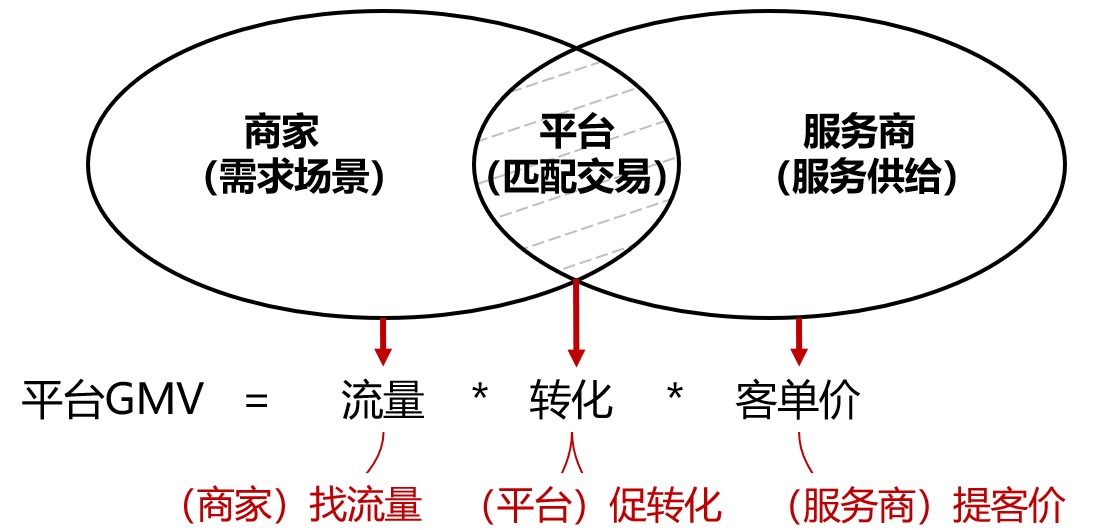 商家
（需求场景）
平台
（匹配交易）
服务商
（服务供给）
平台GMV = 流量 * 转化 * 客单价
（商家）找流量 （平台）促转化 （服务商）提客价